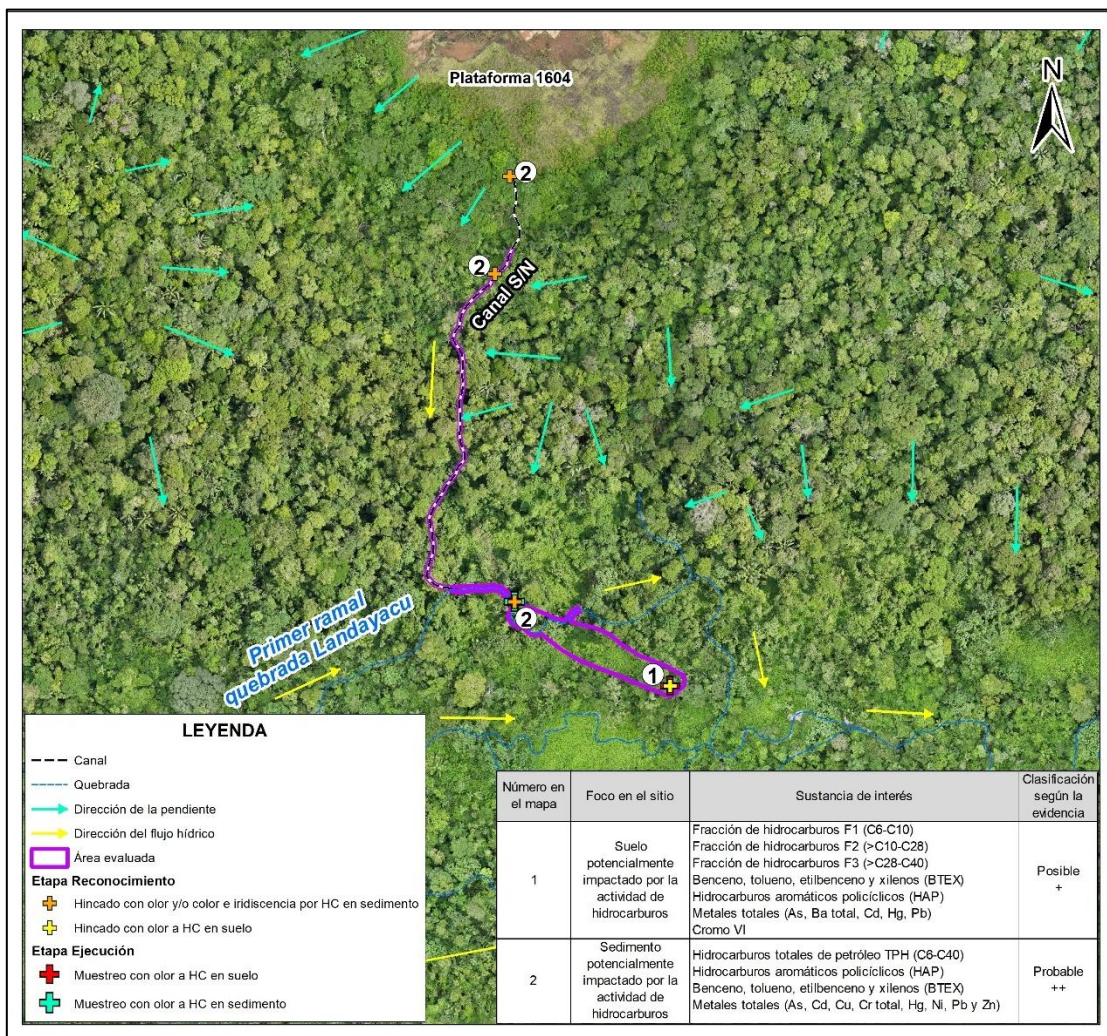 Plataforma 1604
N
2
2
Canal S/N
Primer ramal
quebrada Landayacu
2
1
LEYENDA
Canal
Quebrada
Dirección de la pendiente
Dirección del flujo hídrico
Área evaluada
Etapa Reconocimiento
Hincado con olor y/o color e iridiscencia por HC en sedimento
Hincado con olor a HC en suelo
Etapa Ejecución
Muestreo con olor a HC en suelo
Muestreo con olor a HC en sedimento
Número en
el mapa
Foco en el sitio
Sustancia de interés
Clasificación
según la
evidencia
1
Suelo
potencialmente
impactado por la
actividad de
hidrocarburos
Fracción de hidrocarburos F1 (C6-C10)
Fracción de hidrocarburos F2 (>C10-C28)
Fracción de hidrocarburos F3 (>C28-C40)
Benceno, tolueno, etilbenceno y xilenos (BTEX)
Hidrocarburos aromáticos policíclicos (HAP)
Metales totales (As, Ba total, Cd, Hg, Pb)
Cromo VI
Posible
+
2
Sedimento
potencialmente
impactado por la
actividad de
hidrocarburos
Hidrocarburos totales de petróleo TPH (C6-C40)
Hidrocarburos aromáticos policíclicos (HAP)
Benceno, tolueno, etilbenceno y xilenos (BTEX)
Metales totales (As, Cd, Cu, Cr total, Hg, Ni, Pb y Zn)
Probable
++